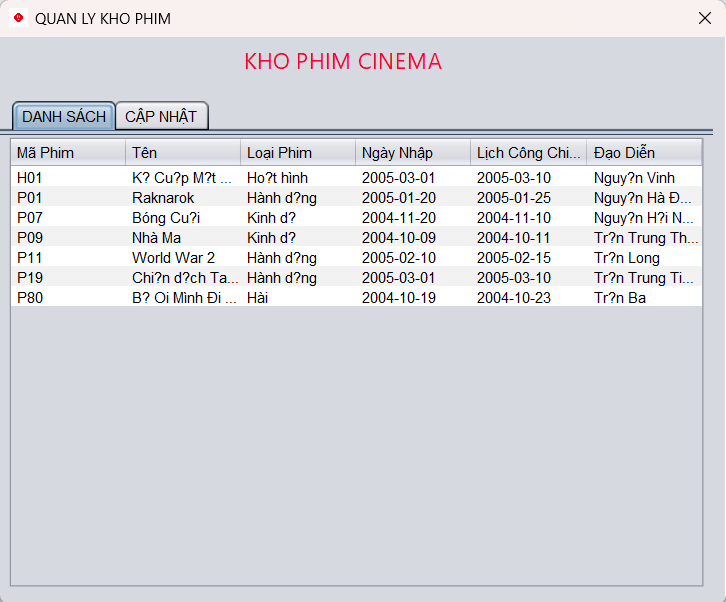 QUAN LY KHO PHIM
KHO PHIM CINEMA
DANH SÁCH CẬP NHẬT
Mã Phim Tên Loại Phim Ngày Nhập Lịch Công Chi... Đạo Diễn
H01 K? Cu?p M?t ... Ho?t hình 2005-03-01 2005-03-10 Nguy?n Vinh
P01 Raknarok Hành d?ng 2005-01-20 2005-01-25 Nguy?n Hà Đ...
P07 Bóng Cu?i Kinh d? 2004-11-20 2004-11-10 Nguy?n H?i N...
P09 Nhà Ma Kinh d? 2004-10-09 2004-10-11 Tr?n Trung Th...
P11 World War 2 Hành d?ng 2005-02-10 2005-02-15 Tr?n Long
P19 Chi?n d?ch Ta... Hành d?ng 2005-03-01 2005-03-10 Tr?n Trung Ti...
P80 B? Oi Mình Đi ... Hài 2004-10-19 2004-10-23 Tr?n Ba